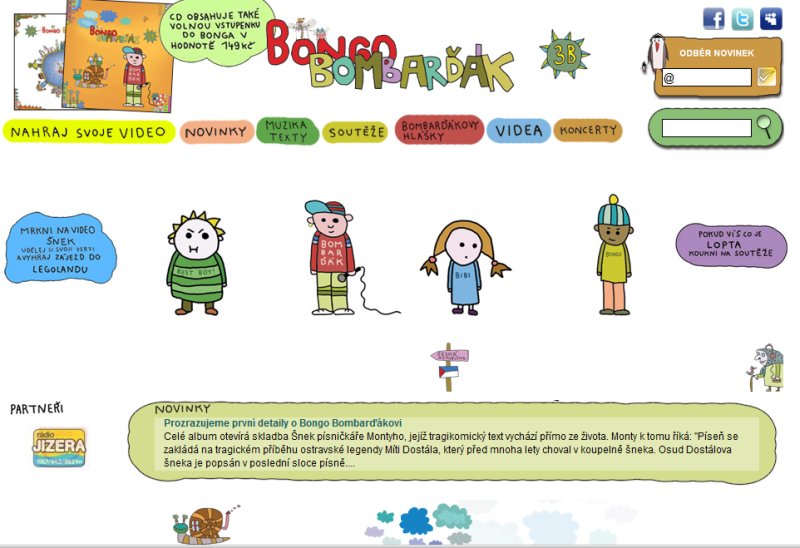 CD OBSAHUJE TAKÉ
VOLNOU VSTUPENKU
DO BONGA V
HODNOTĚ 149 KČ
BONGO
BOMBARĎÁK
3B
ODBĚR NOVINEK
@
NAHRAJ SVOJE VIDEO
NOVINKY
MUZIKA
TEXTY
SOUTĚŽE
BOMBARĎÁKOVY
HLÁŠKY
VIDEA
KONCERTY
MRKNI NA VIDEO
ŠNEK
UDĚLEJ SI SVOJI VERZI
A VYHRAJ ZÁJEZD DO
LEGOLANDU
BEST BOY!
BOM
BAR
ĎÁK
BIBI
BONGO
POKUD VÍŠ CO JE
LOPTA
KOUKNI NA SOUTĚŽE
ČESKÁ
REPUBLIKA
PARTNEŘI
rádio
JIZERA
NOVINKY
Prozrazujeme první detaily o Bongo Bombarďákovi
Celé album otevírá skladba Šnek písničkáře Montyho, jejíž tragikomický text vychází přímo ze života. Monty k tomu říká: "Píseň se
zakládá na tragickém příběhu ostravské legendy Míti Dostála, který před mnoha lety choval v koupelně šneka. Osud Dostálova
šneka je popsán v poslední sloce písně....